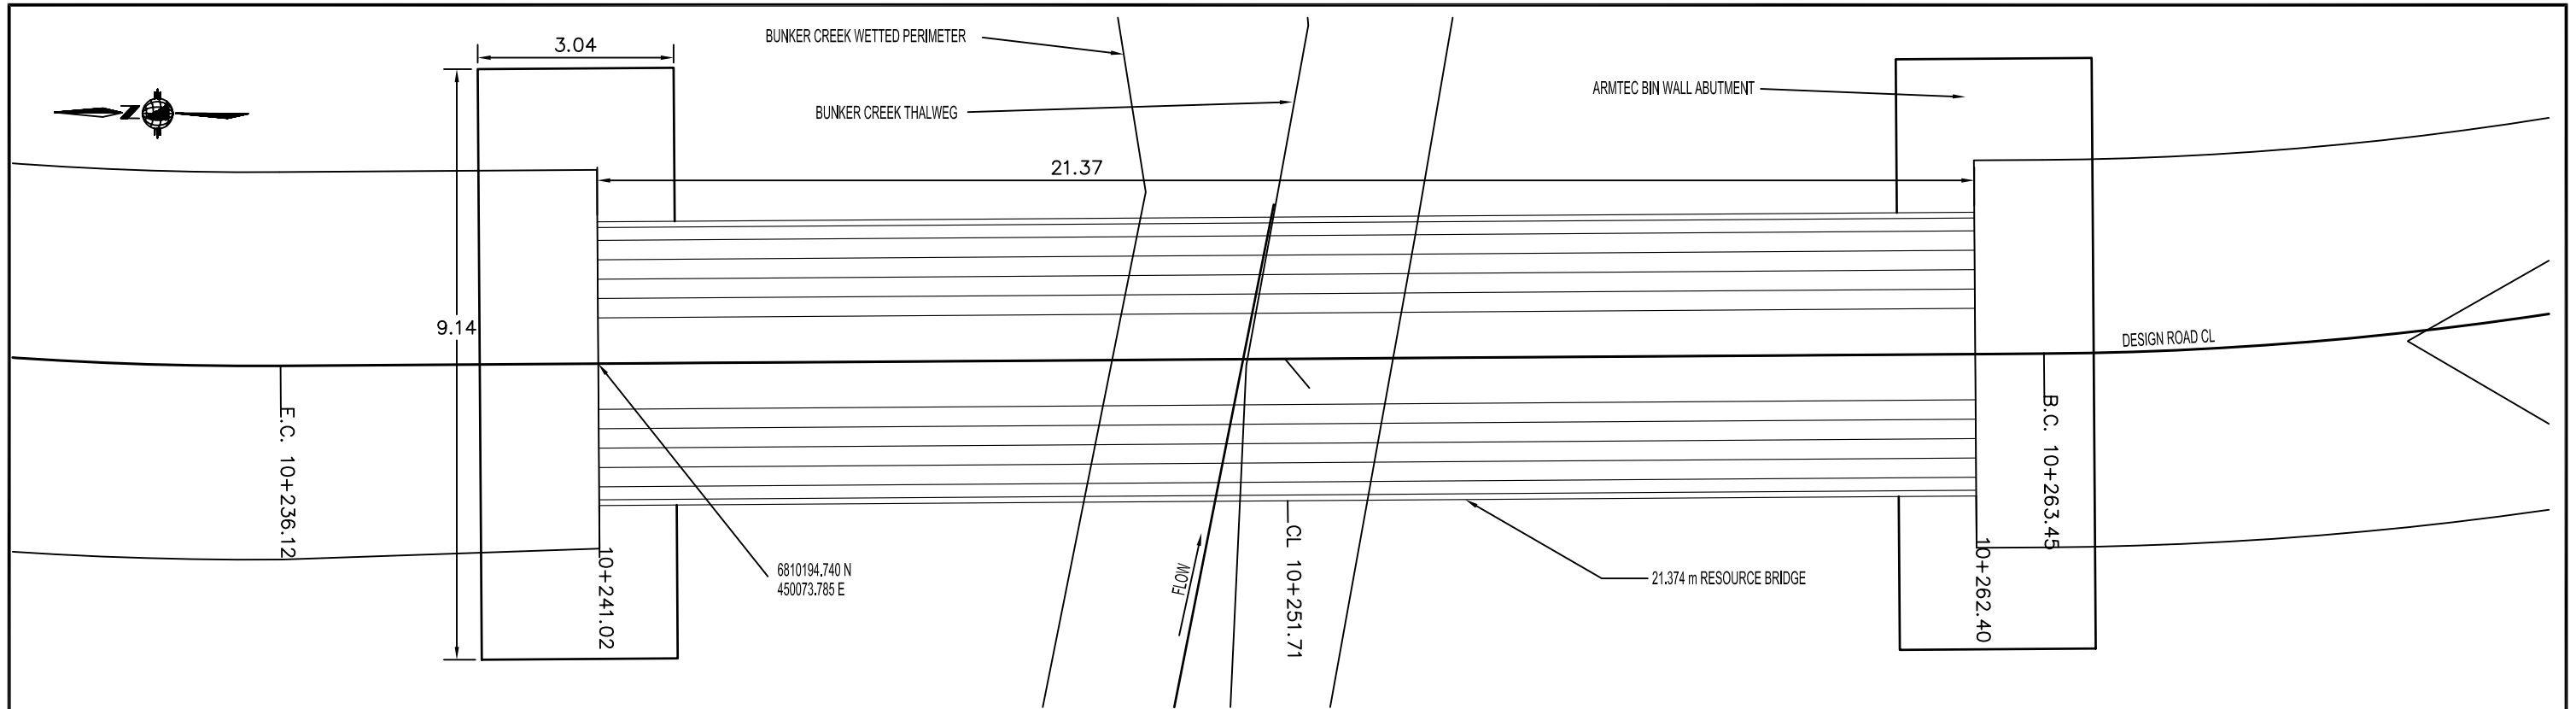 3.04
BUNKER CREEK WETTED PERIMETER
N
BUNKER CREEK THALWEG
ARMTEC BIN WALL ABUTMENT
21.37
9.14
DESIGN ROAD CL
E.C. 10+236.12
B.C. 10+263.45
10+241.02
6810194.740 N
450073.785 E
FLOW
CL 10+251.71
21.374 m RESOURCE BRIDGE
10+262.40